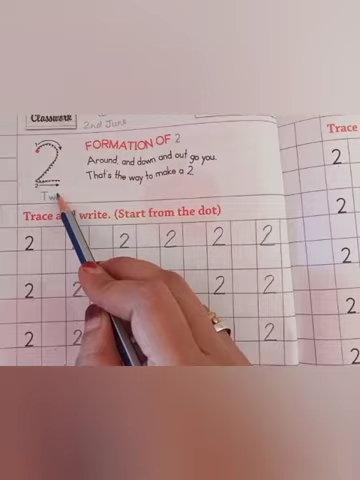 Classwork
2nd June
FORMATION OF 2
Around, and down and out go you.
That's the way to make a 2
2
Trace
write. (Start from the dot)
2 2 2 2 2
2 2 2 2
2 2 2
Trace
2
2
2
2
2